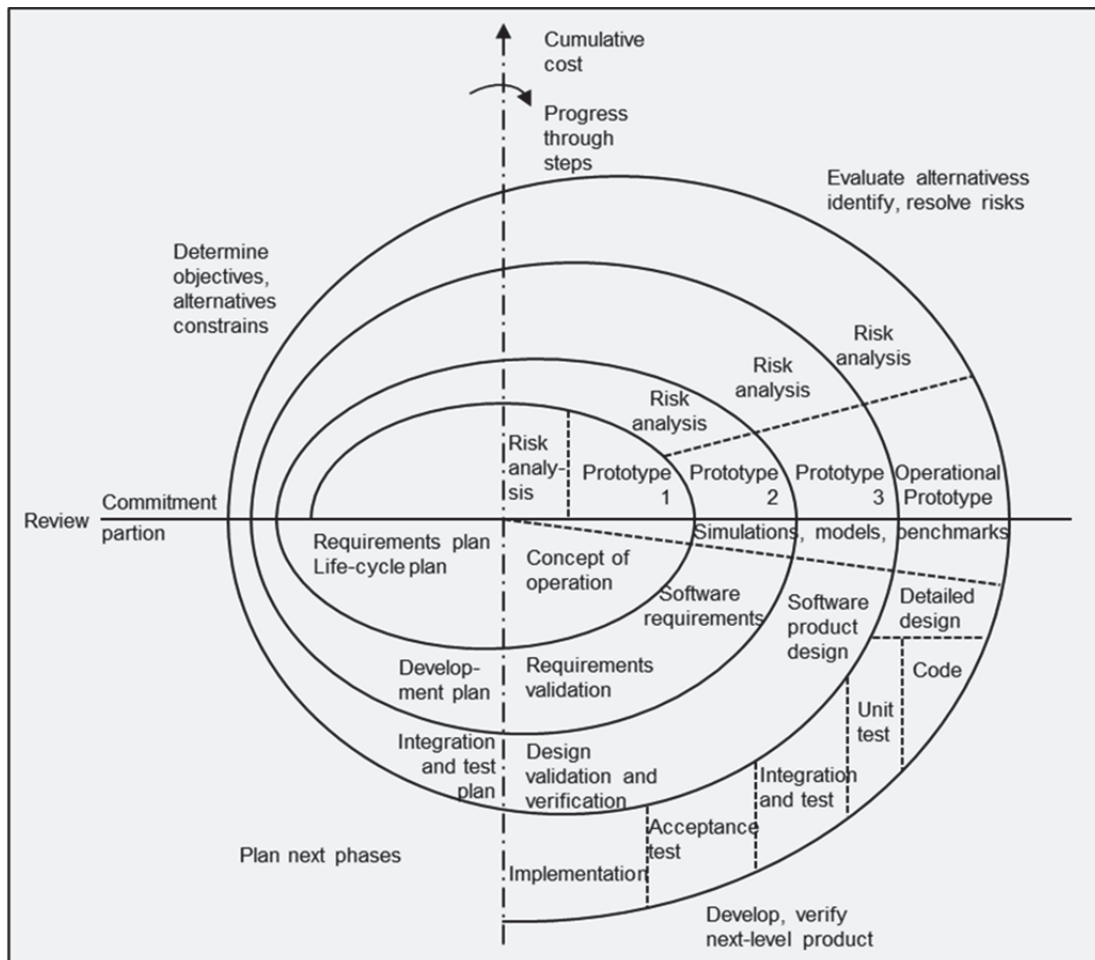 Cumulative
cost
Progress
through
steps
Evaluate alternativess
identify, resolve risks
Determine
objectives,
alternatives
constrains
Risk
analysis
Risk
analysis
Risk
analysis
Risk
analy-
sis
Prototype
1
Prototype
2
Prototype
3
Operational
Prototype
Review
Commitment
partion
Simulations, models, benchmarks
Requirements plan
Life-cycle plan
Concept of
operation
Software
requirements
Software
product
design
Detailed
design
Code
Unit
test
Integration
and test
Acceptance
test
Implementation
Develop-
ment plan
Requirements
validation
Integration
and test
plan
Design
validation and
verification
Plan next phases
Develop, verify
next-level product